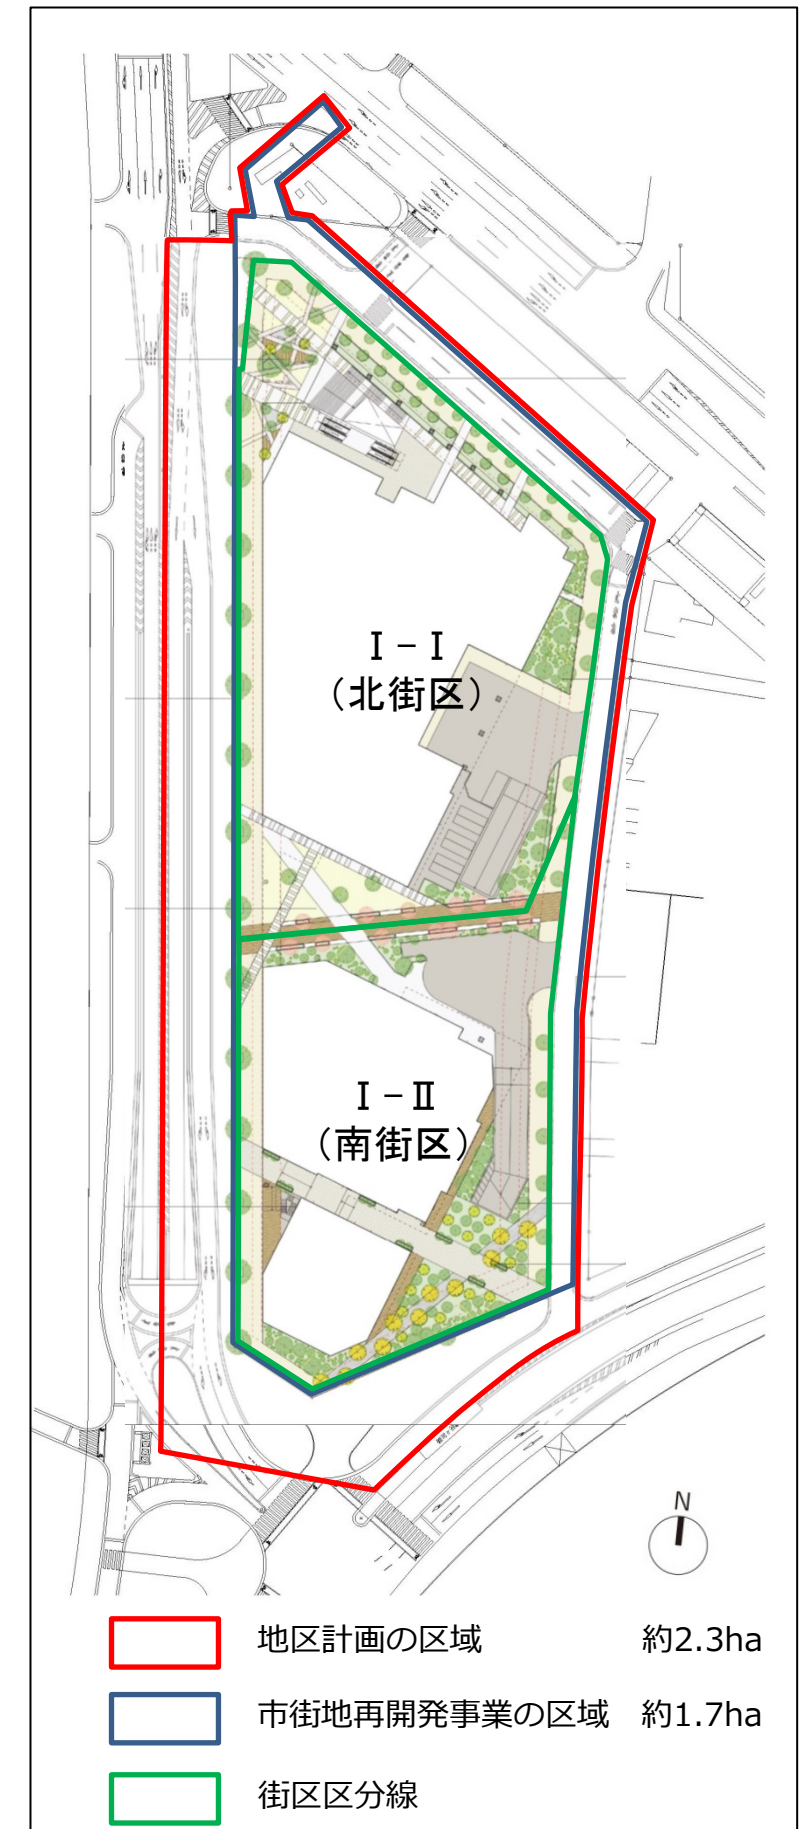 N
Ⅰ－Ⅰ
（北街区）
Ⅰ－Ⅱ
（南街区）
地区計画の区域　約2.3ha
市街地再開発事業の区域　約1.7ha
街区区分線